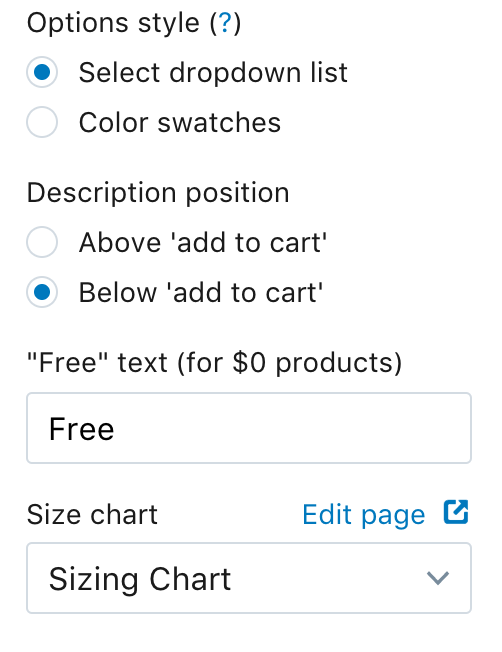 Options style (?)
Select dropdown list
Color swatches
Description position
Above 'add to cart'
Below 'add to cart'
"Free" text (for $0 products)
Free
Size chart Edit page
Sizing Chart